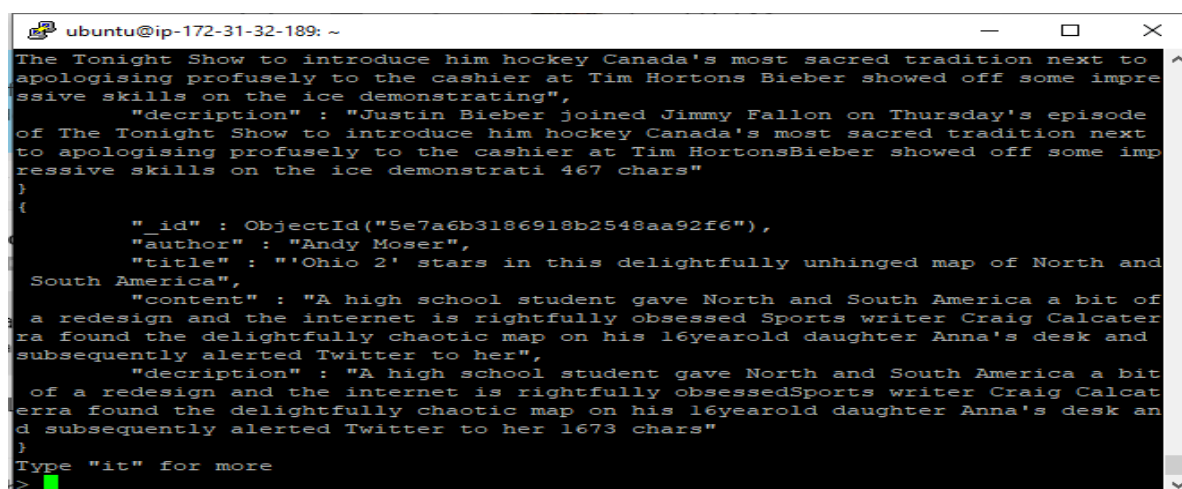 ubuntu@ip-172-31-32-189: ~
The Tonight Show to introduce him hockey Canada's most sacred tradition next to
apologising profusely to the cashier at Tim Hortons Bieber showed off some impre
ssive skills on the ice demonstrating",
"decription" : "Justin Bieber joined Jimmy Fallon on Thursday's episode
of The Tonight Show to introduce him hockey Canada's most sacred tradition next
to apologising profusely to the cashier at Tim HortonsBieber showed off some imp
ressive skills on the ice demonstrati 467 chars"
}
{
"_id" : ObjectId("5e7a6b3186918b2548aa92f6"),
"author" : "Andy Moser",
"title" : "'Ohio 2' stars in this delightfully unhinged map of North and
South America",
"content" : "A high school student gave North and South America a bit of
a redesign and the internet is rightfully obsessed Sports writer Craig Calcater
ra found the delightfully chaotic map on his 16yearold daughter Anna's desk and
subsequently alerted Twitter to her",
"decription" : "A high school student gave North and South America a bit
of a redesign and the internet is rightfully obsessedSports writer Craig Calcat
erra found the delightfully chaotic map on his 16yearold daughter Anna's desk an
d subsequently alerted Twitter to her 1673 chars"
}
Type "it" for more
>